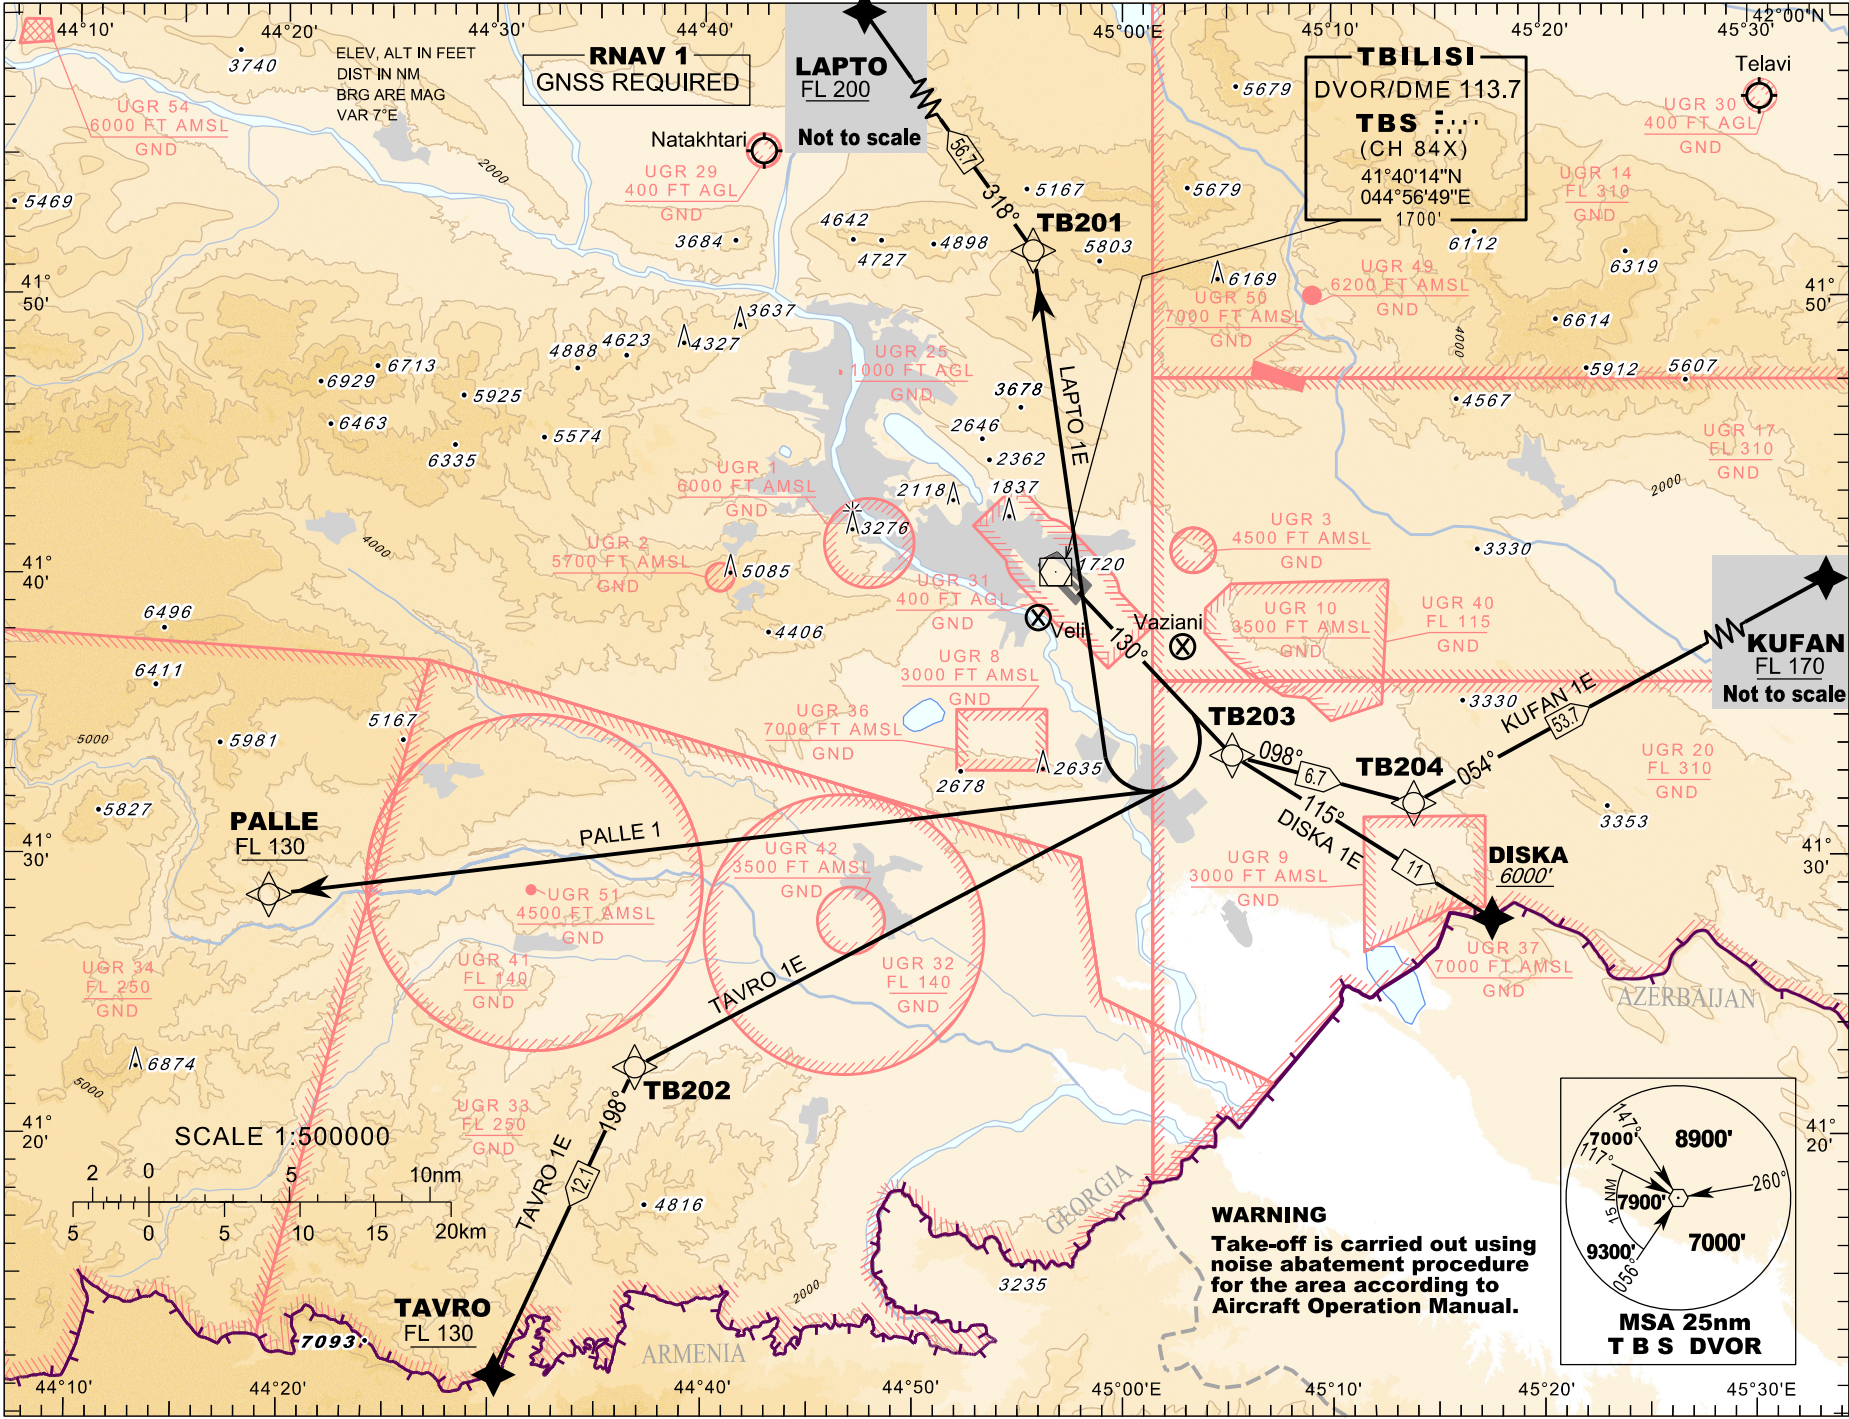 44°10'
44°20'
44°30'
44°40'
45°00'E
45°10'
45°20'
45°30'
42°00'N
3740
ELEV, ALT IN FEET
DIST IN NM
BRG ARE MAG
VAR 7°E
RNAV 1
GNSS REQUIRED
LAPTO
FL 200
Not to scale
TBILISI
DVOR/DME 113.7
TBS
(CH 84X)
41°40'14"N
044°56'49"E
1700'
Telavi
UGR 30
400 FT AGL
GND
UGR 54
6000 FT AMSL
GND
Natakhtari
UGR 29
400 FT AGL
GND
2000
56.7
318°
5679
5167
5679
UGR 14
FL 310
GND
5469
3684
4642
4727
4898
TB201
5803
6112
6319
41°
50'
UGR 49
6200 FT AMSL
GND
6169
UGR 50
7000 FT AMSL
GND
41°
50'
3637
4327
4623
4888
6713
6929
5925
6463
5574
6335
UGR 25
1000 FT AGL
GND
LAPTO 1E
3678
2646
2362
4000
6614
5912
5607
4567
UGR 17
FL 310
GND
2000
UGR 1
6000 FT AMSL
GND
2118
1837
3276
4000
UGR 2
5700 FT AMSL
GND
5085
UGR 3
4500 FT AMSL
GND
3330
41°
40'
1720
UGR 31
400 FT AGL
GND
Veli
Vaziani
130°
UGR 10
3500 FT AMSL
GND
UGR 40
FL 115
GND
KUFAN
FL 170
Not to scale
6496
4406
6411
UGR 8
3000 FT AMSL
GND
UGR 36
7000 FT AMSL
GND
5167
5000
5981
5827
2678
2635
TB203
098°
6.7
TB204
054°
KUFAN 1E
53.7
3330
UGR 20
FL 310
GND
3353
115°
DISKA 1E
11
DISKA
6000'
41°
30'
41°
30'
PALLE
FL 130
PALLE 1
UGR 42
3500 FT AMSL
GND
UGR 51
4500 FT AMSL
GND
UGR 9
3000 FT AMSL
GND
UGR 37
7000 FT AMSL
GND
AZERBAIJAN
UGR 34
FL 250
GND
UGR 41
FL 140
GND
TAVRO 1E
UGR 32
FL 140
GND
6874
5000
TB202
198°
UGR 33
FL 250
GND
SCALE 1:500000
2
0
5
10nm
5
0
5
10
15
20km
TAVRO 1E
12.1
4816
41°
20'
41°
20'
GEORGIA
3235
2000
WARNING
Take-off is carried out using
noise abatement procedure
for the area according to
Aircraft Operation Manual.
147°
7000'
117°
8900'
260°
15 NM
7900'
9300'
056°
7000'
MSA 25nm
T B S DVOR
TAVRO
FL 130
7093
ARMENIA
44°10'
44°20'
44°40'
44°50'
45°00'E
45°10'
45°20'
45°30'E